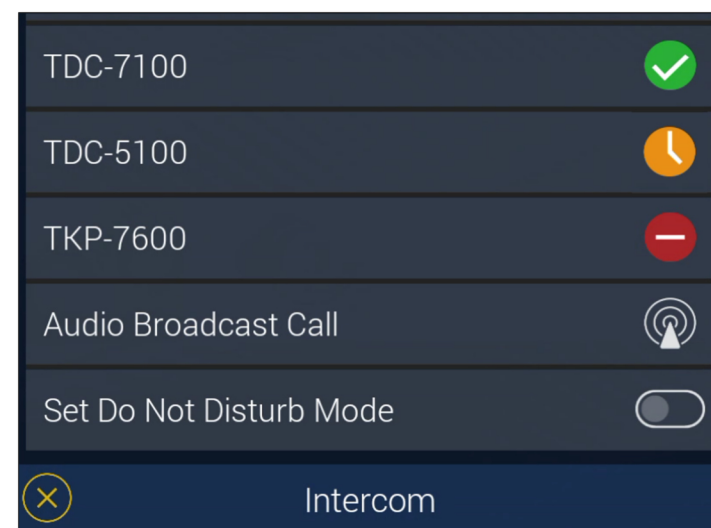 TDC-7100
TDC-5100
TKP-7600
Audio Broadcast Call
Set Do Not Disturb Mode
Intercom